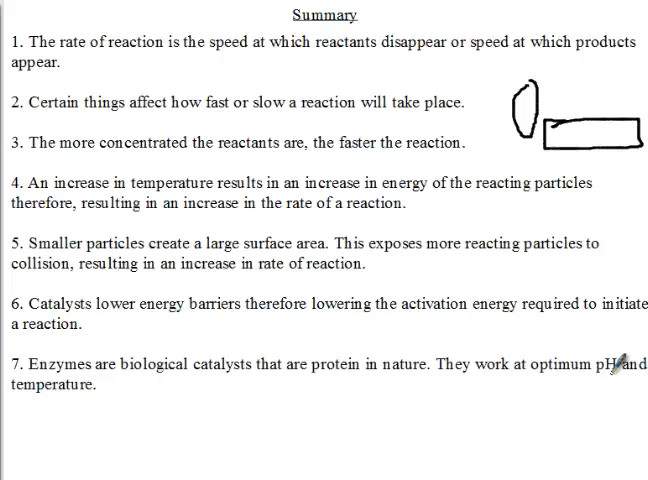 Summary
1. The rate of reaction is the speed at which reactants disappear or speed at which products
appear.
2. Certain things affect how fast or slow a reaction will take place.
3. The more concentrated the reactants are, the faster the reaction.
4. An increase in temperature results in an increase in energy of the reacting particles
therefore, resulting in an increase in the rate of a reaction.
5. Smaller particles create a large surface area. This exposes more reacting particles to
collision, resulting in an increase in rate of reaction.
6. Catalysts lower energy barriers therefore lowering the activation energy required to initiate
a reaction.
7. Enzymes are biological catalysts that are protein in nature. They work at optimum pH and
temperature.